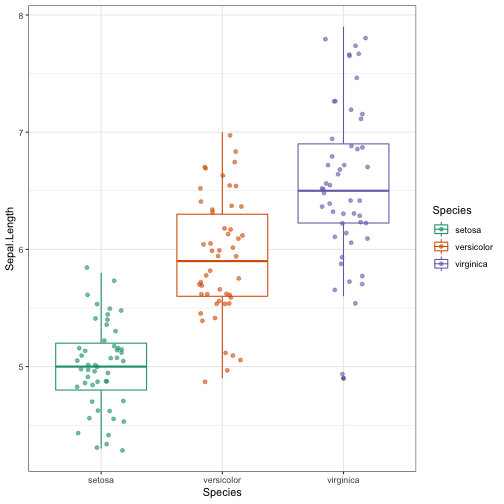 8
7
6
5
Sepal.Length
setosa
versicolor
virginica
Species
Species
setosa
versicolor
virginica